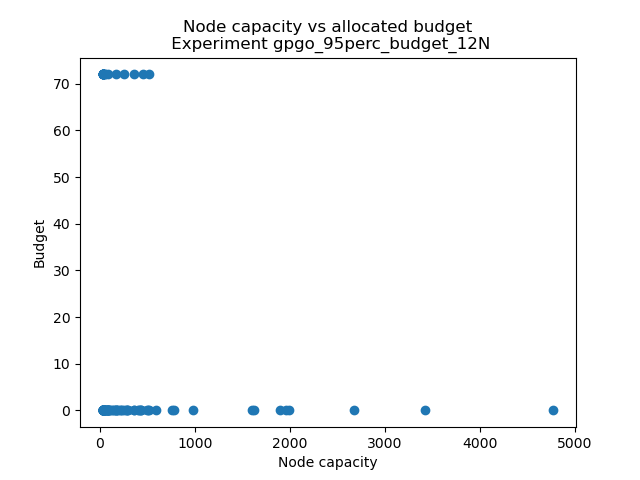 Node capacity vs allocated budget
Experiment gpgo_95perc_budget_12N
70
60
50
40
30
20
10
0
Budget
0 1000 2000 3000 4000 5000
Node capacity